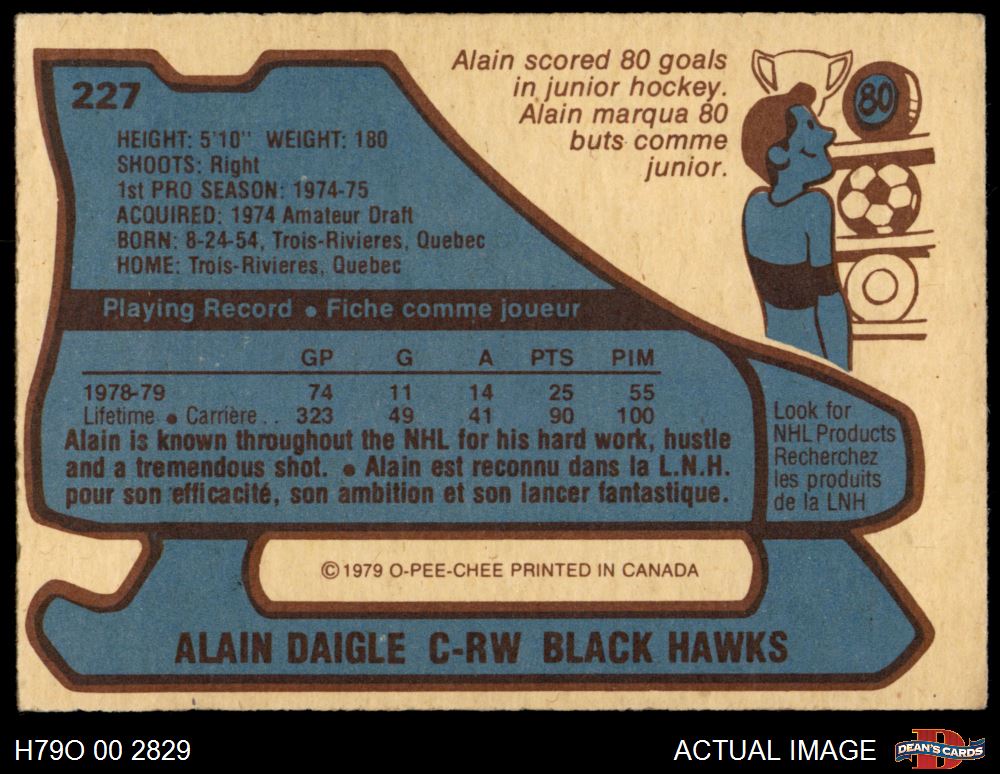 227
Alain scored 80 goals
in junior hockey.
Alain marqua 80
buts comme
junior.
80
HEIGHT: 5'10" WEIGHT: 180
SHOOTS: Right
1st PRO SEASON: 1974-75
ACQUIRED: 1974 Amateur Draft
BORN: 8-24-54, Trois-Rivieres, Quebec
HOME: Trois-Rivieres, Quebec
Playing Record • Fiche comme joueur
GP G A PTS PIM
1978-79 74 11 14 25 55
Lifetime • Carrière . . 323 49 41 90 100
Alain is known throughout the NHL for his hard work, hustle
and a tremendous shot. • Alain est reconnu dans la L.N.H.
pour son efficacité, son ambition et son lancer fantastique.
Look for
NHL Products
Recherchez
les produits
de la LNH
© 1979 O-PEE-CHEE PRINTED IN CANADA
ALAIN DAIGLE C-RW BLACK HAWKS
H79O 00 2829
ACTUAL IMAGE
D
DEAN'S CARDS